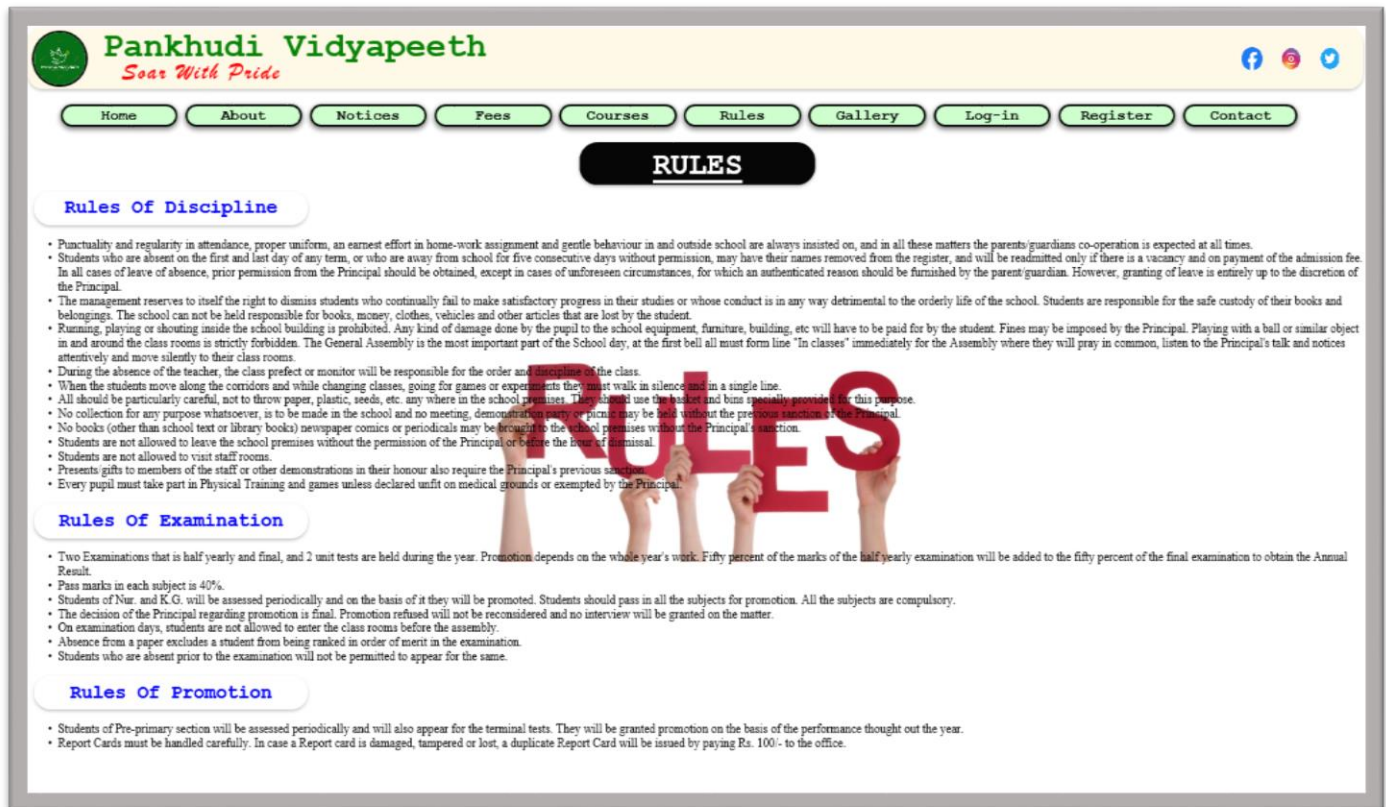 Pankhudi Vidyapeeth
Soar With Pride
Home About Notices Fees Courses Rules Gallery Log-in Register Contact
RULES
Rules Of Discipline
• Punctuality and regularity in attendance, proper uniform, an earnest effort in home-work assignment and gentle behaviour in and outside school are always insisted on, and in all these matters the parents/guardians co-operation is expected at all times.
• Students who are absent on the first and last day of any term, or who are away from school for five consecutive days without permission, may have their names removed from the register, and will be readmitted only if there is a vacancy and on payment of the admission fee.
In all cases of leave of absence, prior permission from the Principal should be obtained, except in cases of unforeseen circumstances, for which an authenticated reason should be furnished by the parent/guardian. However, granting of leave is entirely up to the discretion of
the Principal.
• The management reserves to itself the right to dismiss students who continually fail to make satisfactory progress in their studies or whose conduct is in any way detrimental to the orderly life of the school. Students are responsible for the safe custody of their books and
belongings. The school can not be held responsible for books, money, clothes, vehicles and other articles that are lost by the student.
• Running, playing or shouting inside the school building is prohibited. Any kind of damage done by the pupil to the school equipment, furniture, building, etc will have to be paid for by the student. Fines may be imposed by the Principal. Playing with a ball or similar object
in and around the class rooms is strictly forbidden. The General Assembly is the most important part of the School day, at the first bell all must form line "In classes" immediately for the Assembly where they will pray in common, listen to the Principal's talk and notices
attentively and move silently to their class rooms.
• During the absence of the teacher, the class prefect or monitor will be responsible for the order and discipline of the class.
• When the students move along the corridors and while changing classes, going for games or experiments they must walk in silence and in a single line.
• All should be particularly careful, not to throw paper, plastic, seeds, etc. any where in the school premises. They should use the basket and bins specially provided for this purpose.
• No collection for any purpose whatsoever, is to be made in the school and no meeting, demonstration party or picnic may be held without the previous sanction of the Principal.
• No books (other than school text or library books) newspaper comics or periodicals may be brought to the school premises without the Principal's sanction.
• Students are not allowed to leave the school premises without the permission of the Principal or before the hour of dismissal.
• Students are not allowed to visit staff rooms.
• Presents/gifts to members of the staff or other demonstrations in their honour also require the Principal's previous sanction.
• Every pupil must take part in Physical Training and games unless declared unfit on medical grounds or exempted by the Principal.
RULES
Rules Of Examination
• Two Examinations that is half yearly and final, and 2 unit tests are held during the year. Promotion depends on the whole year's work. Fifty percent of the marks of the half yearly examination will be added to the fifty percent of the final examination to obtain the Annual
Result.
• Pass marks in each subject is 40%.
• Students of Nur. and K.G. will be assessed periodically and on the basis of it they will be promoted. Students should pass in all the subjects for promotion. All the subjects are compulsory.
• The decision of the Principal regarding promotion is final. Promotion refused will not be reconsidered and no interview will be granted on the matter.
• On examination days, students are not allowed to enter the class rooms before the assembly.
• Absence from a paper excludes a student from being ranked in order of merit in the examination.
• Students who are absent prior to the examination will not be permitted to appear for the same.
Rules Of Promotion
• Students of Pre-primary section will be assessed periodically and will also appear for the terminal tests. They will be granted promotion on the basis of the performance thought out the year.
• Report Cards must be handled carefully. In case a Report card is damaged, tampered or lost, a duplicate Report Card will be issued by paying Rs. 100/- to the office.